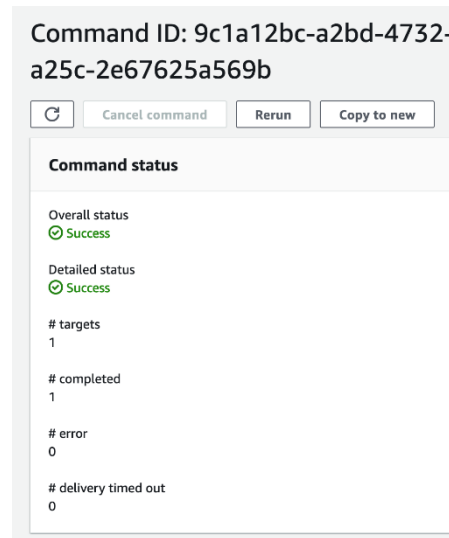 Command ID: 9c1a12bc-a2bd-4732-
a25c-2e67625a569b
Cancel command Rerun Copy to new
Command status
Overall status
Success
Detailed status
Success
# targets
1
# completed
1
# error
0
# delivery timed out
0